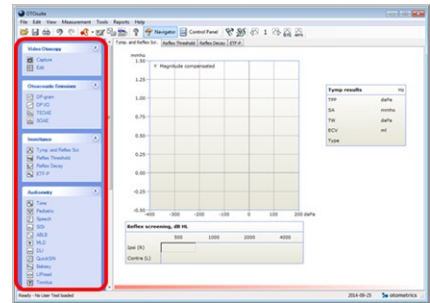 OTOsuite
File Edit View Measurement Tools Reports Help
Navigator Control Panel
Tymp. and Reflex Scr. Reflex Threshold Reflex Decay ETF-P
Video Otoscopy
Capture
Edit
Otoacoustic Emissions
DP-gram
DP I/O
TEOAE
SOAE
Immittance
Tymp. and Reflex Scr
Reflex Threshold
Reflex Decay
ETF-P
Audiometry
Tone
Pediatric
Speech
SISI
ABLB
MLD
DLI
QuickSIN
Stenger
Tinnitus
mmho
Magnitude compensated
1.50
1.25
1.00
0.75
0.50
0.25
0.00
-0.25
-0.50
-400 -300 -200 -100 0 100 200 daPa
Tymp results Hz
TPP daPa
SA mmho
TW daPa
ECV ml
Type
Reflex screening, dB HL
500 1000 2000 4000
Ipsi (R)
Contra (L)
Ready - No User Test loaded
2014-09-25 otometrics